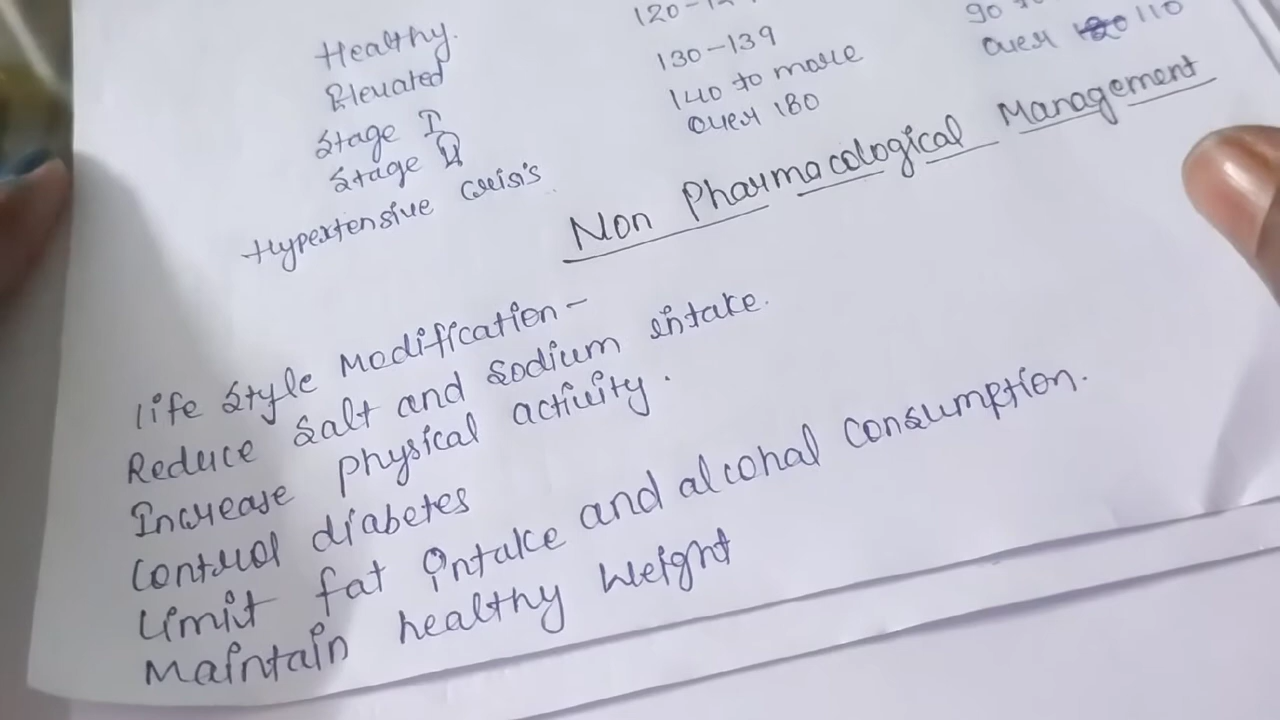 Healthy.
Elevated 120-12
Stage I 130-139
Stage II 140 to more 90
Hypertensive Crisis over 180 over 110
Non Pharmacological Management
life style Modification-
Reduce salt and sodium intake.
Increase physical activity.
Control diabetes
Limit fat intake and alcohal consumption.
Maintain healthy weight